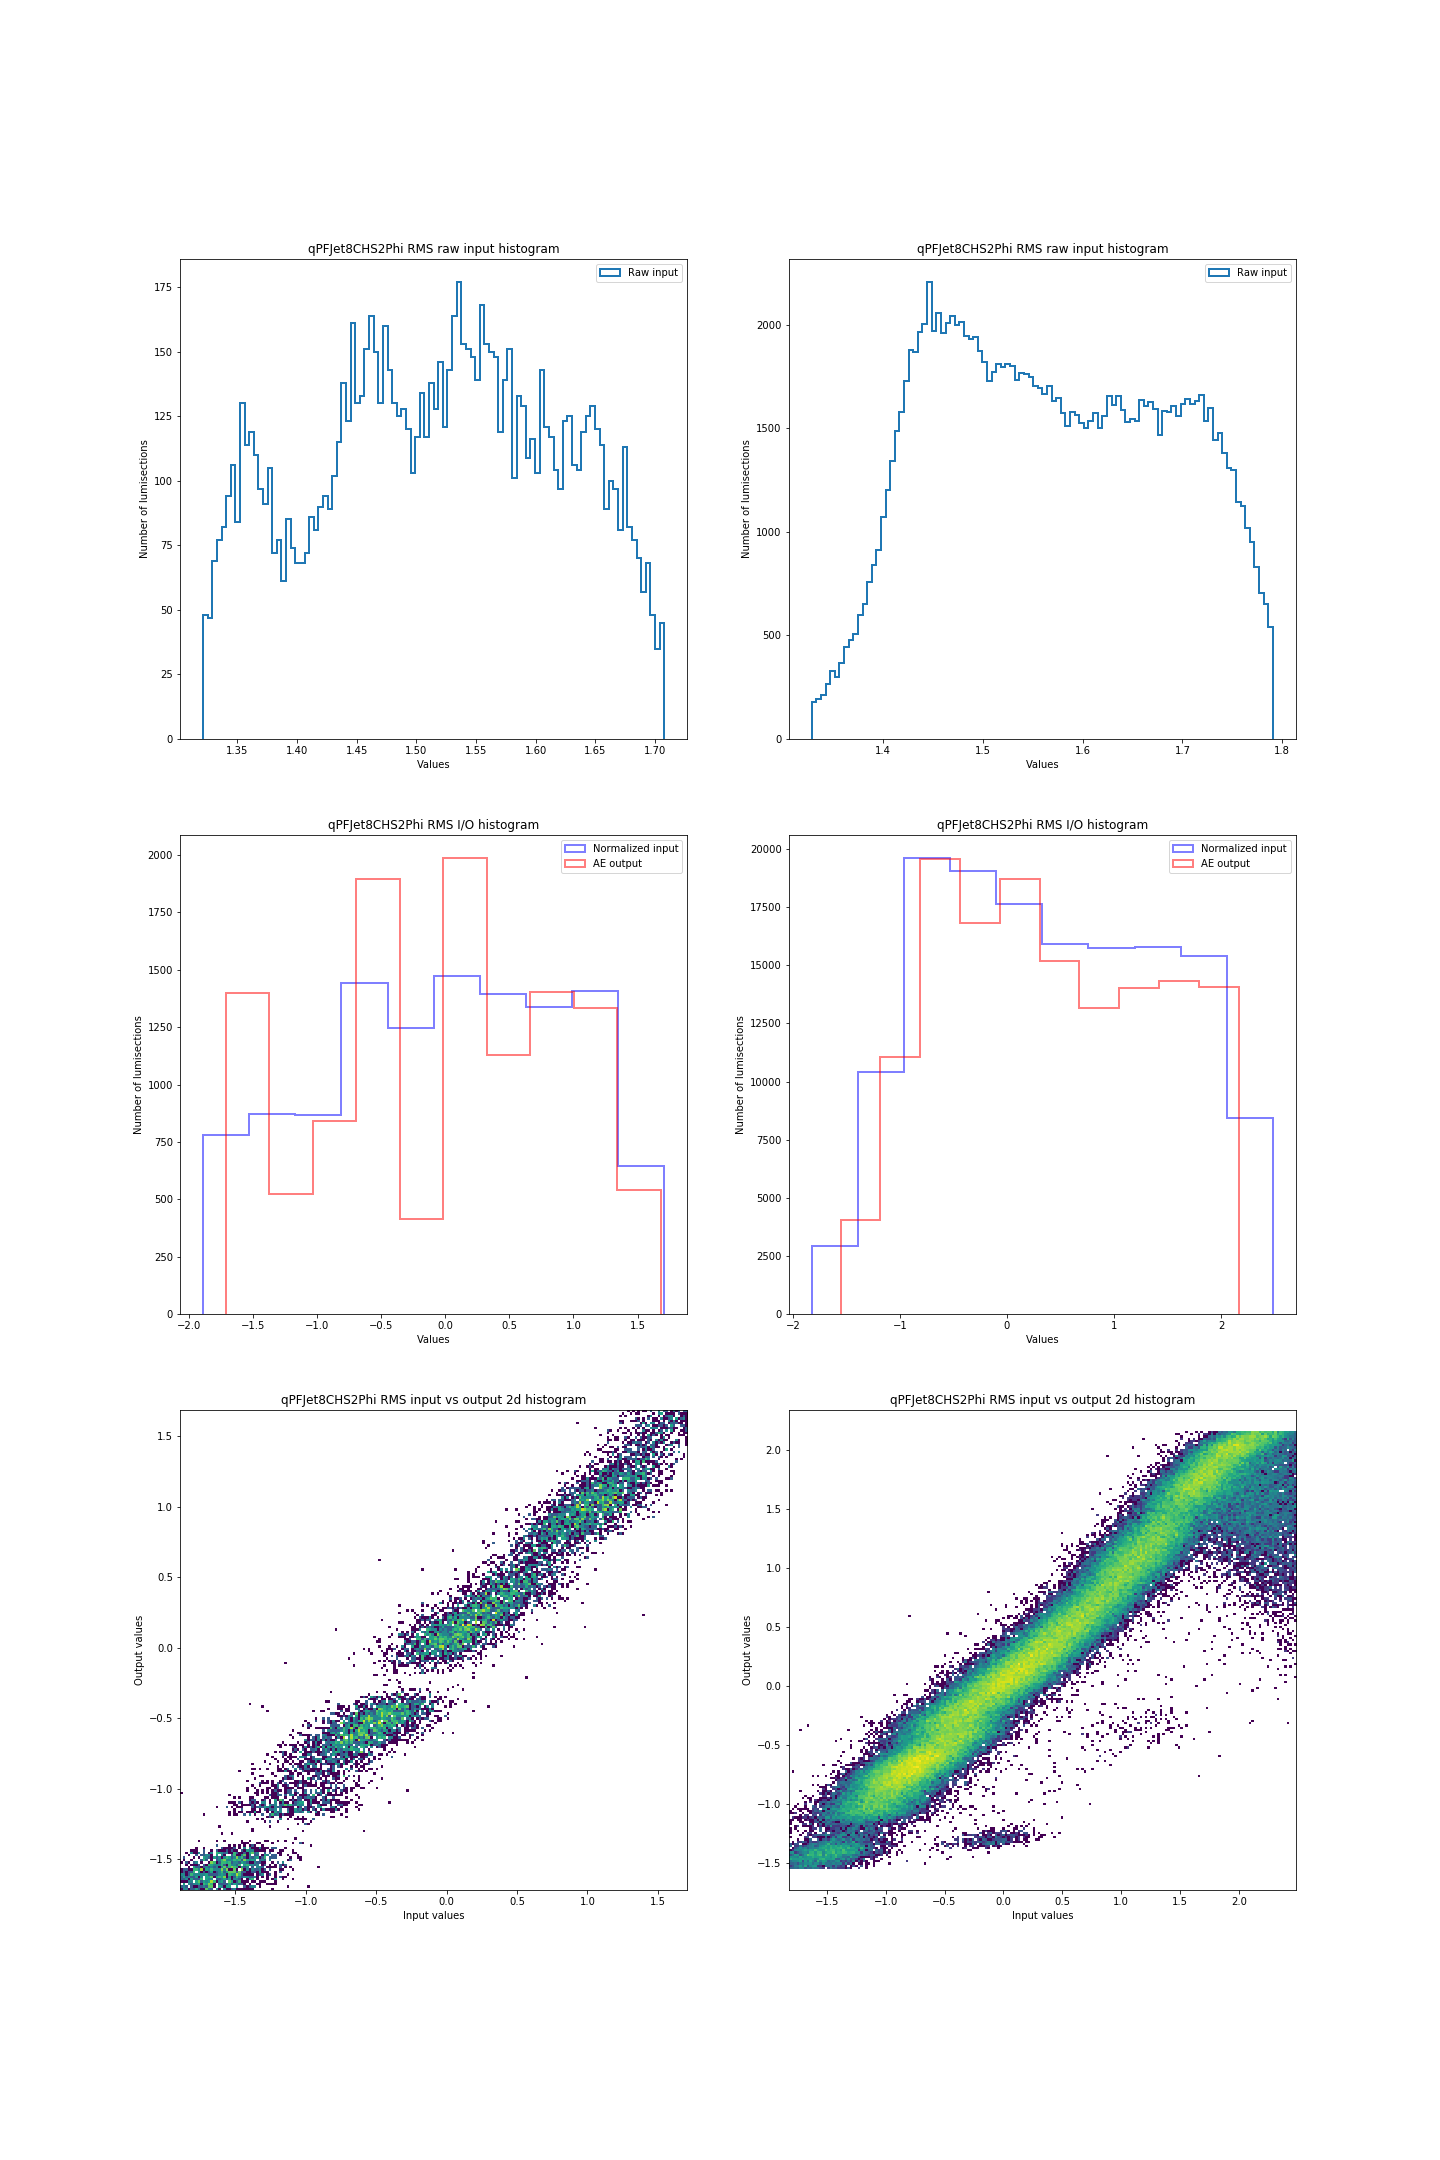 qPFJet8CHS2Phi RMS raw input histogram
Raw input
175
150
125
100
75
50
25
0
Number of lumisections
1.35 1.40 1.45 1.50 1.55 1.60 1.65 1.70
Values
qPFJet8CHS2Phi RMS raw input histogram
Raw input
2000
1500
1000
500
0
Number of lumisections
1.4 1.5 1.6 1.7 1.8
Values
qPFJet8CHS2Phi RMS I/O histogram
Normalized input
AE output
2000
1750
1500
1250
1000
750
500
250
0
Number of lumisections
−2.0 −1.5 −1.0 −0.5 0.0 0.5 1.0 1.5
Values
qPFJet8CHS2Phi RMS I/O histogram
Normalized input
AE output
20000
17500
15000
12500
10000
7500
5000
2500
0
Number of lumisections
−2 −1 0 1 2
Values
qPFJet8CHS2Phi RMS input vs output 2d histogram
1.5
1.0
0.5
0.0
−0.5
−1.0
−1.5
Output values
−1.5 −1.0 −0.5 0.0 0.5 1.0 1.5
Input values
qPFJet8CHS2Phi RMS input vs output 2d histogram
2.0
1.5
1.0
0.5
0.0
−0.5
−1.0
−1.5
Output values
−1.5 −1.0 −0.5 0.0 0.5 1.0 1.5 2.0
Input values